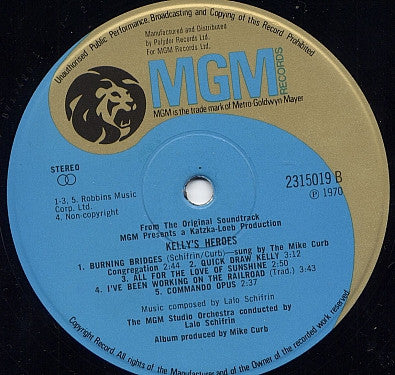 Unauthorised Public Performance Broadcasting and Copying of this Record Prohibited
Manufactured and Distributed
by Polydor Records Ltd.
For MGM Records Ltd.
MGM
RECORDS
MGM is the trade mark of Metro Goldwyn Mayer
STEREO
1-3, 5. Robbins Music
Corp. Ltd.
4. Non-copyright
2315019 B
℗ 1970
From The Original Soundtrack
MGM Presents a Katzka-Loeb Production
KELLY'S HEROES
1. BURNING BRIDGES (Schifrin/Curb)—sung by The Mike Curb
Congregation 2:44 2. QUICK DRAW KELLY 3:12
3. ALL FOR THE LOVE OF SUNSHINE 2:50
4. I'VE BEEN WORKING ON THE RAILROAD (Trad.) 3:43
5. COMMANDO OPUS 2:37
Music composed by Lalo Schifrin
The MGM Studio Orchestra conducted by
Lalo Schifrin
Album produced by Mike Curb
Copyright Record. All rights of the Manufacturer and of the Owner of the recorded work reserved.